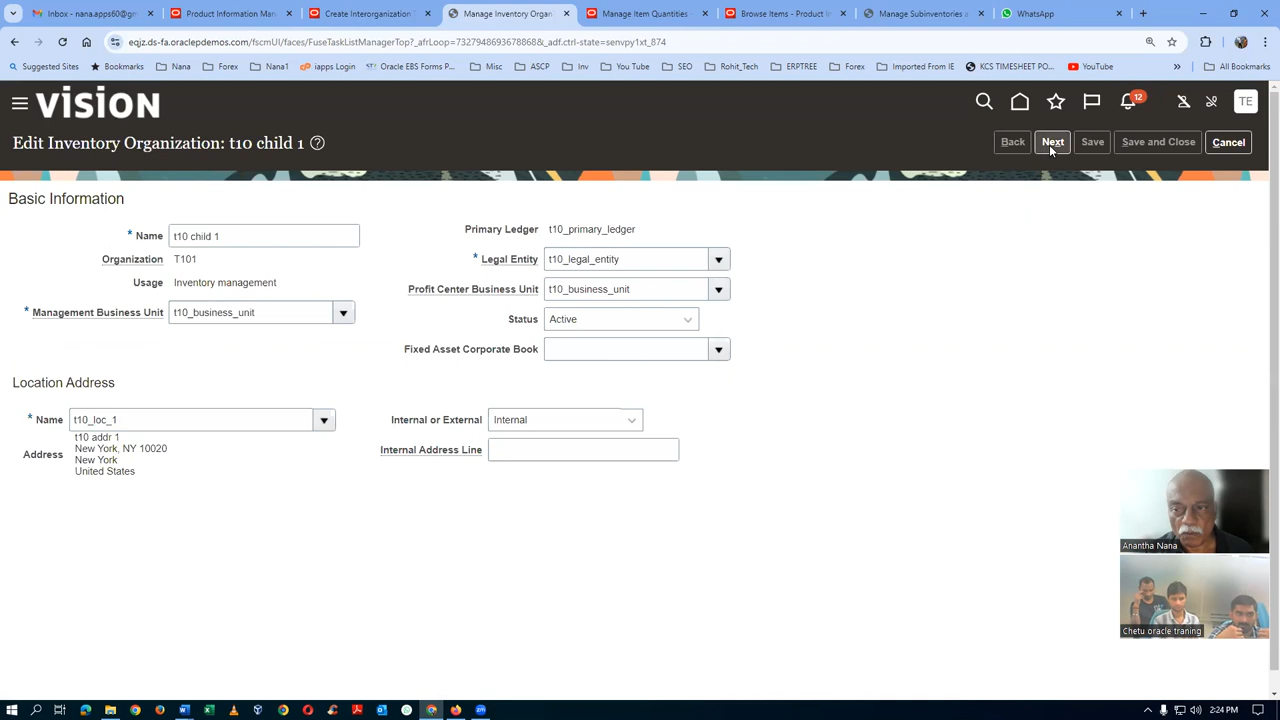 Inbox - nana.apps60@gm
Product Information Man
Create Interorganization T
Manage Inventory Organ
Manage Item Quantities -
Browse Items - Product In
Manage Subinventories a
WhatsApp
eqjz.ds-fa.oraclepdemos.com/fscmUI/faces/FuseTaskListManagerTop?_afrLoop=73279486936788688&_adf.ctrl-state=senvpy1xt_874
Suggested Sites
Bookmarks
Nana
Forex
Nana1
iapps Login
Oracle EBS Forms P...
Misc
ASCP
Inv
You Tube
SEO
Rohit_Tech
ERPTREE
Forex
Imported From IE
KCS TIMESHEET PO...
YouTube
»
All Bookmarks
VISION
12
TE
Edit Inventory Organization: t10 child 1 ?
Back
Next
Save
Save and Close
Cancel
Basic Information
* Name t10 child 1
Organization T101
Usage Inventory management
* Management Business Unit t10_business_unit
Primary Ledger t10_primary_ledger
* Legal Entity t10_legal_entity
Profit Center Business Unit t10_business_unit
Status Active
Fixed Asset Corporate Book
Location Address
* Name t10_loc_1
Address t10 addr 1
New York, NY 10020
New York
United States
Internal or External Internal
Internal Address Line
Anantha Nana
Chetu oracle traning
2:24 PM